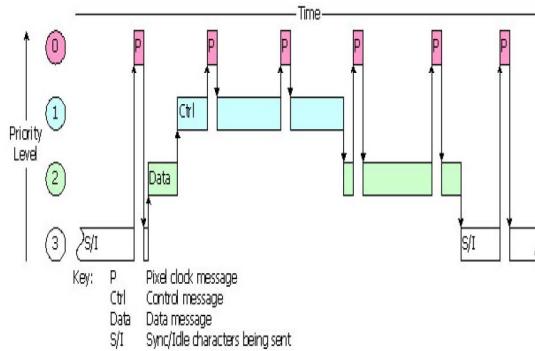 Time
0 P P P P P P
1 Ctrl
Priority
Level
2 Data
3 S/I S/I
Key: P Pixel clock message
Ctrl Control message
Data Data message
S/I Sync/Idle characters being sent